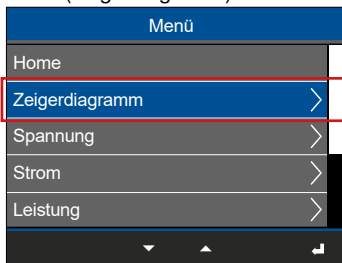 Menü
Home
Zeigerdiagramm
Spannung
Strom
Leistung